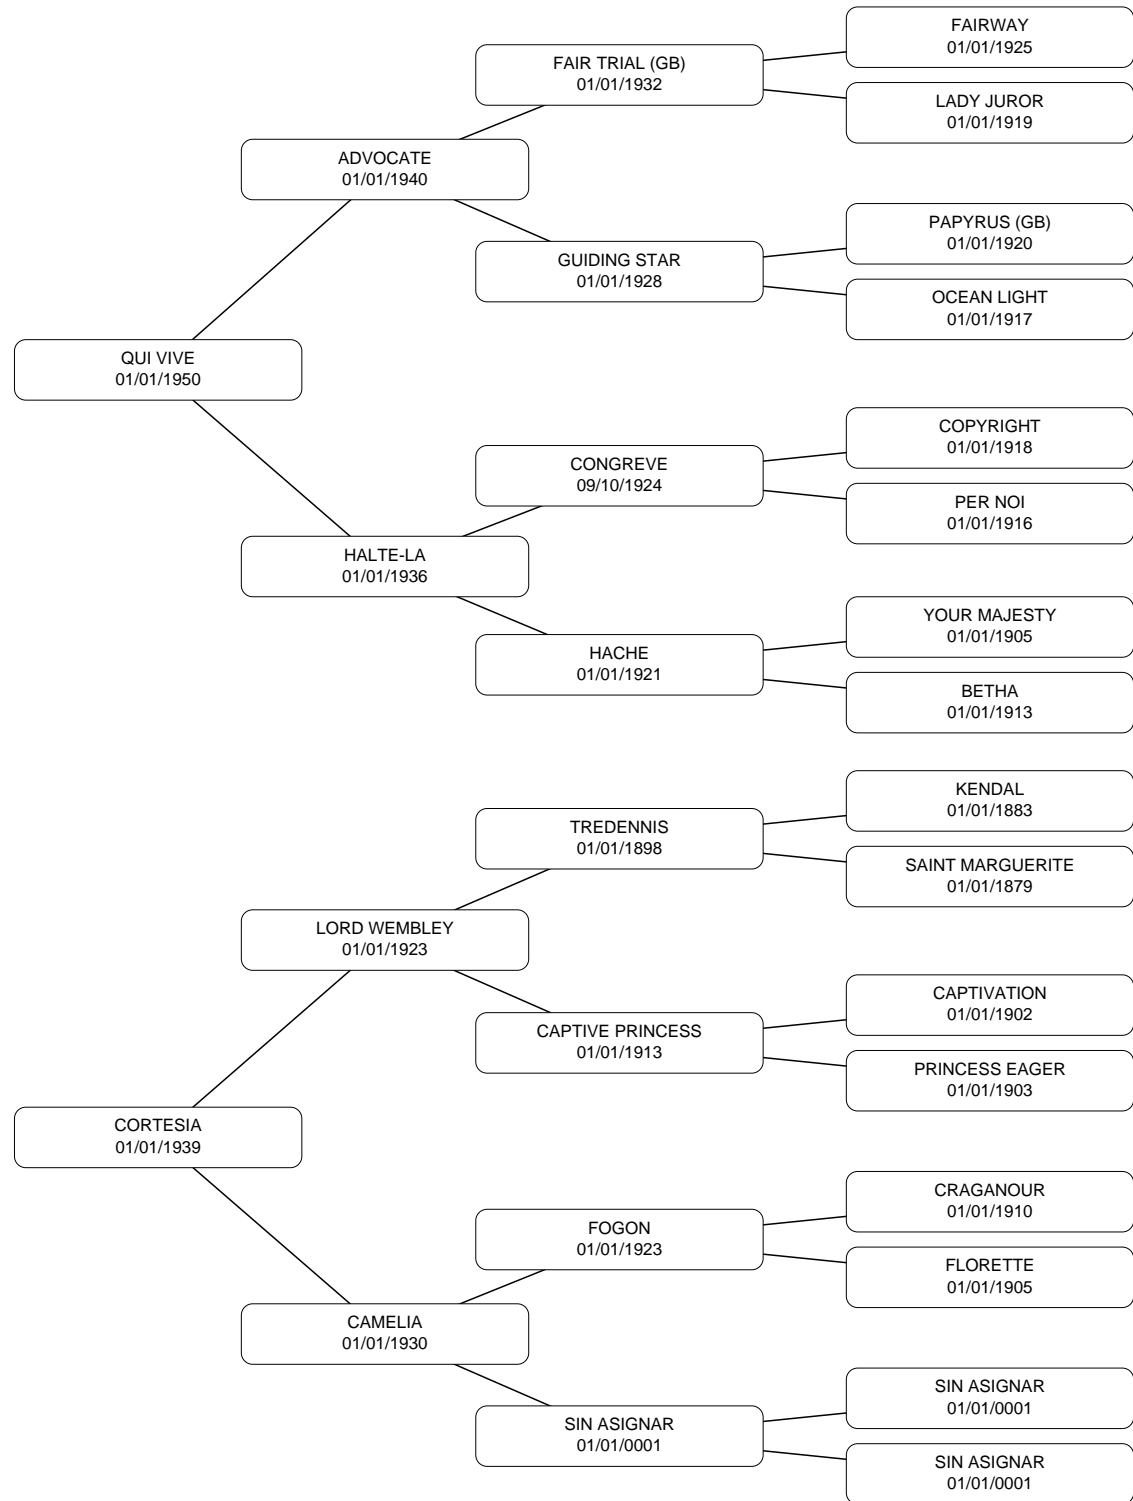 FAIRWAY
01/01/1925
FAIR TRIAL (GB)
01/01/1932
LADY JUROR
01/01/1919
ADVOCATE
01/01/1940
PAPYRUS (GB)
01/01/1920
GUIDING STAR
01/01/1928
OCEAN LIGHT
01/01/1917
QUI VIVE
01/01/1950
COPYRIGHT
01/01/1918
CONGREVE
09/10/1924
PER NOI
01/01/1916
HALTE-LA
01/01/1936
YOUR MAJESTY
01/01/1905
HACHE
01/01/1921
BETHA
01/01/1913
KENDAL
01/01/1883
TREDENNIS
01/01/1898
SAINT MARGUERITE
01/01/1879
LORD WEMBLEY
01/01/1923
CAPTIVATION
01/01/1902
CAPTIVE PRINCESS
01/01/1913
PRINCESS EAGER
01/01/1903
CORTESIA
01/01/1939
CRAGANOUR
01/01/1910
FOGON
01/01/1923
FLORETTE
01/01/1905
CAMELIA
01/01/1930
SIN ASIGNAR
01/01/0001
SIN ASIGNAR
01/01/0001
SIN ASIGNAR
01/01/0001